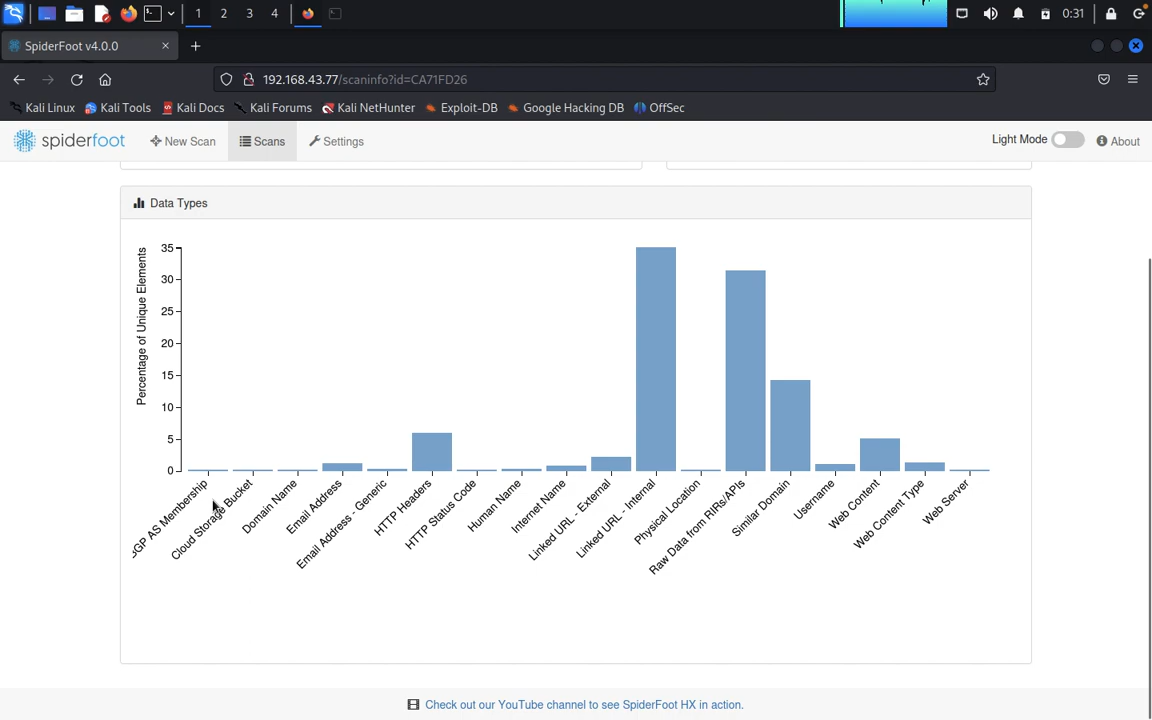 1 2 3 4 0:31
SpiderFoot v4.0.0
192.168.43.77/scaninfo?id=CA71FD26
Kali Linux Kali Tools Kali Docs Kali Forums Kali NetHunter Exploit-DB Google Hacking DB OffSec
spiderfoot New Scan Scans Settings Light Mode About
Data Types
Percentage of Unique Elements
35
30
25
20
15
10
5
0
AS Membership
Cloud Storage Bucket
Domain Name
Email Address
Email Address - Generic
HTTP Headers
HTTP Status Code
Human Name
Internet Name
Linked URL - External
Linked URL - Internal
Physical Location
Raw Data from RIRs/APIs
Similar Domain
Username
Web Content
Web Content Type
Web Server
Check out our YouTube channel to see SpiderFoot HX in action.